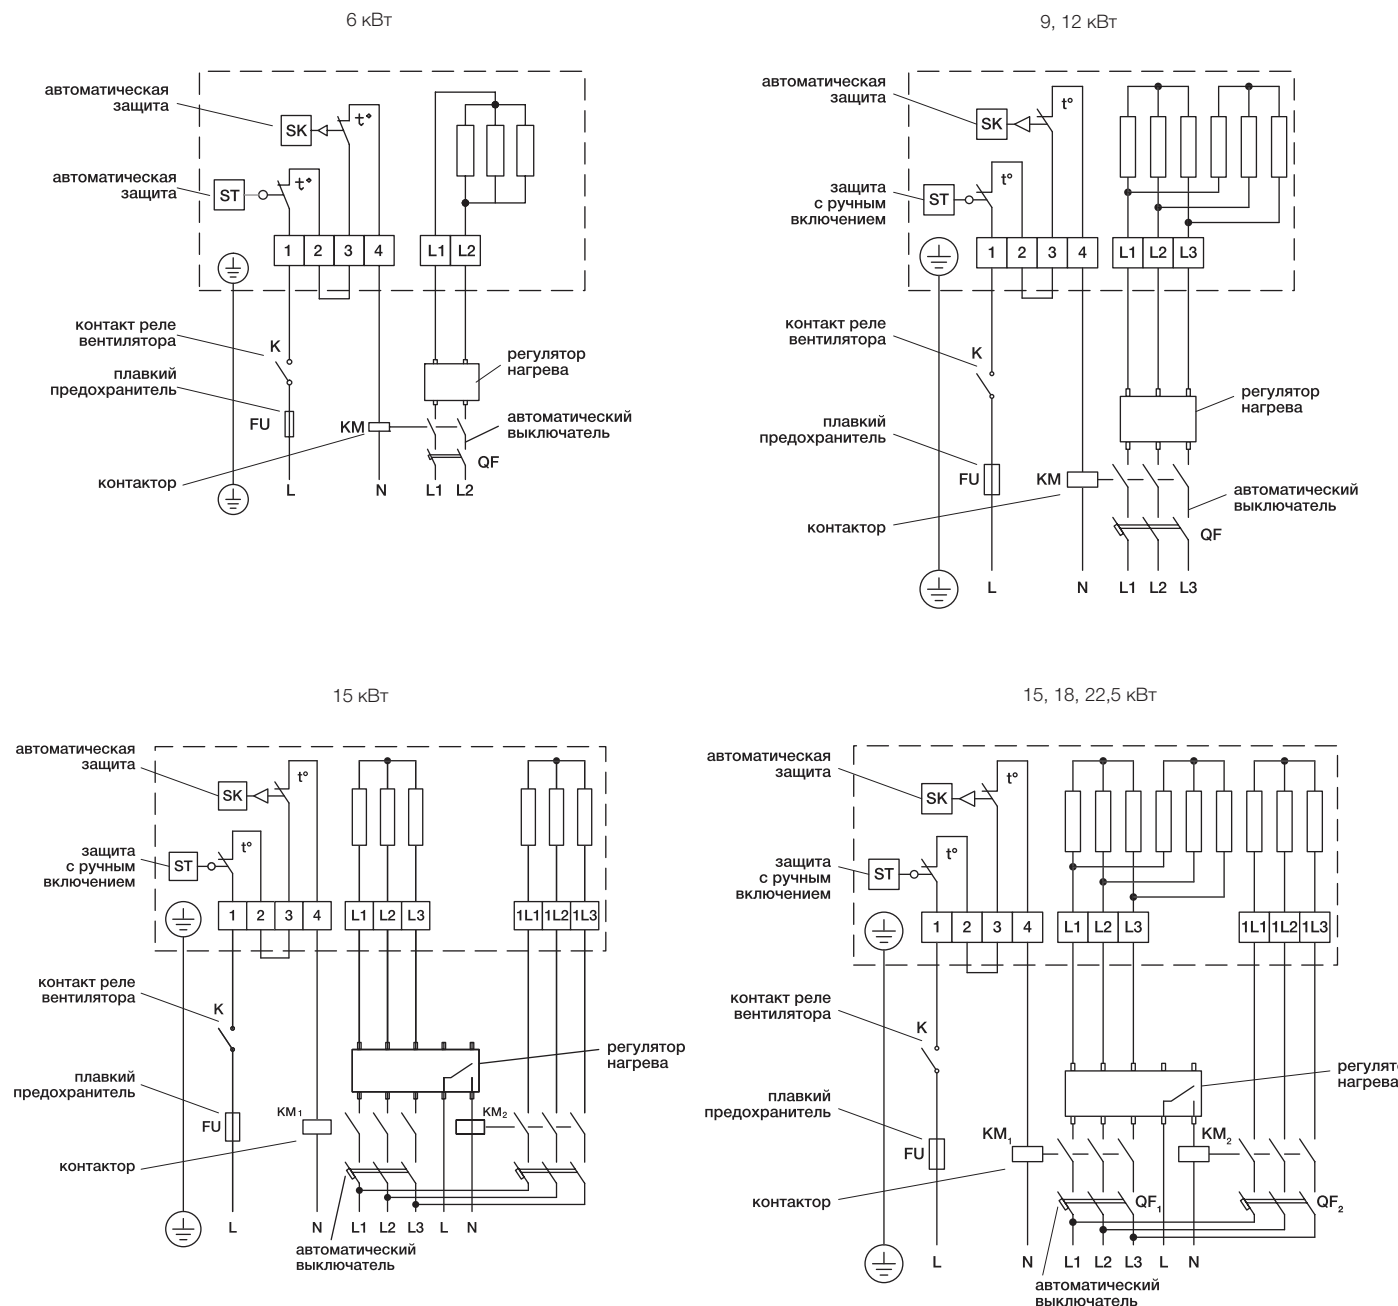 6 кВт
автоматическая
защита
SK
t°
автоматическая
защита
ST
t°
1 2 3 4 L1 L2
контакт реле
вентилятора
K
плавкий
предохранитель
FU
KM
контактор
регулятор
нагрева
автоматический
выключатель
QF
L N L1 L2
9, 12 кВт
автоматическая
защита
SK
t°
защита
с ручным
включением
ST
t°
1 2 3 4 L1 L2 L3
контакт реле
вентилятора
K
плавкий
предохранитель
FU
KM
контактор
регулятор
нагрева
автоматический
выключатель
QF
L N L1 L2 L3
15 кВт
автоматическая
защита
SK
t°
защита
с ручным
включением
ST
t°
1 2 3 4 L1 L2 L3 1L1 1L2 1L3
контакт реле
вентилятора
K
плавкий
предохранитель
FU
KM1
KM2
контактор
регулятор
нагрева
L N L1 L2 L3 L N
автоматический
выключатель
15, 18, 22,5 кВт
автоматическая
защита
SK
t°
защита
с ручным
включением
ST
t°
1 2 3 4 L1 L2 L3 1L1 1L2 1L3
контакт реле
вентилятора
K
плавкий
предохранитель
FU
KM1
KM2
контактор
регулят
нагрева
QF1
QF2
L N L1 L2 L3 L N
автоматический
выключатель